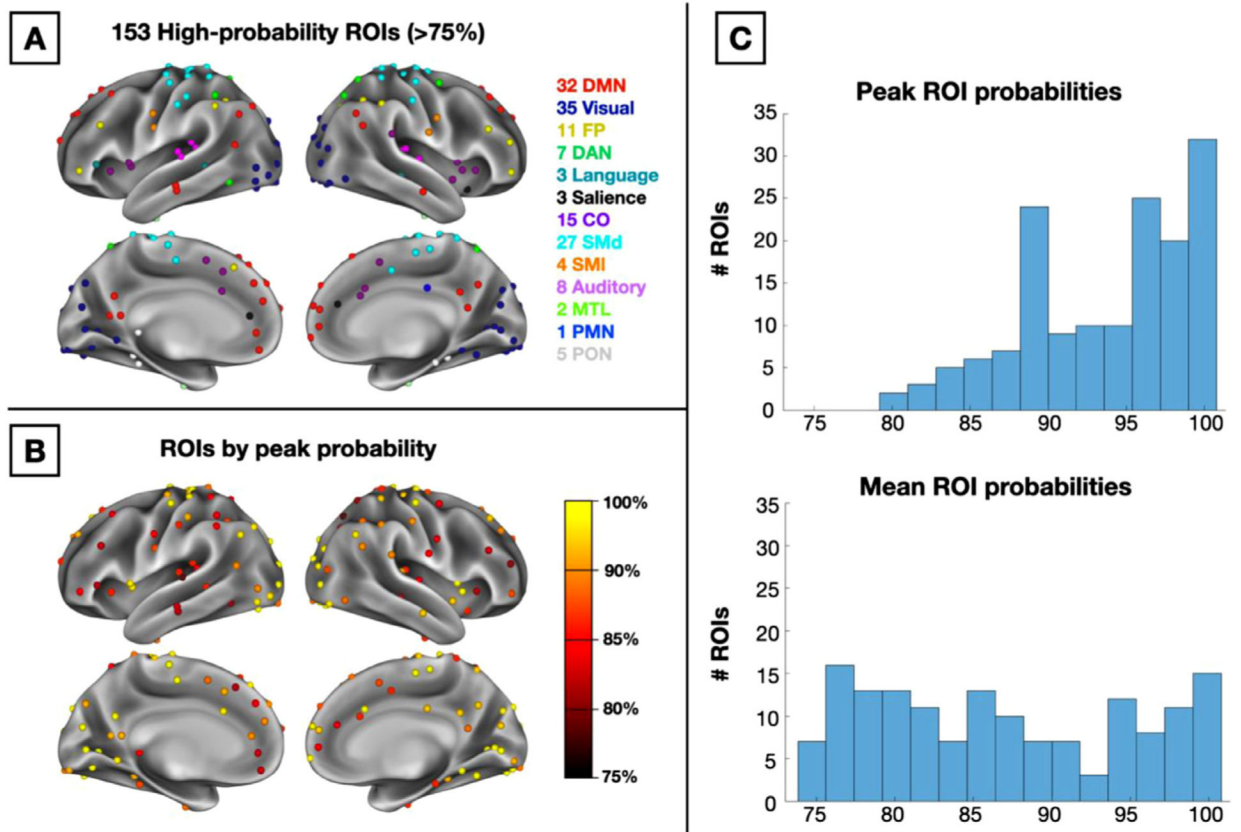 A
153 High-probability ROIs (>75%)
32 DMN
35 Visual
11 FP
7 DAN
3 Language
3 Salience
15 CO
27 SMd
4 SMl
8 Auditory
2 MTL
1 PMN
5 PON
B
ROIs by peak probability
100%
90%
85%
80%
75%
C
Peak ROI probabilities
# ROIs
35
30
25
20
15
10
5
0
75 80 85 90 95 100
Mean ROI probabilities
# ROIs
35
30
25
20
15
10
5
0
75 80 85 90 95 100